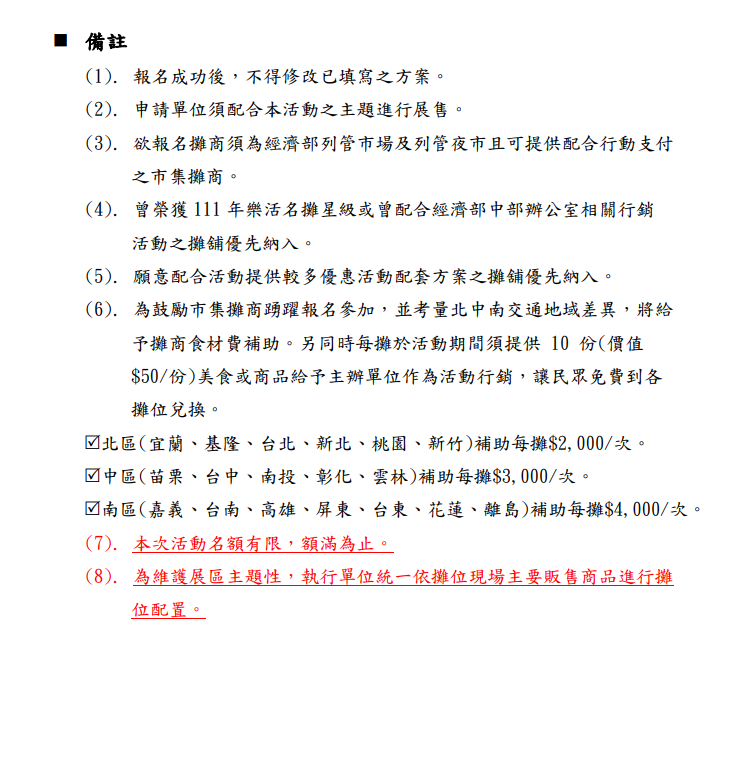 ■ 備註
(1). 報名成功後，不得修改已填寫之方案。
(2). 申請單位須配合本活動之主題進行展售。
(3). 欲報名攤商須為經濟部列管市場及列管夜市且可提供配合行動支付
之市集攤商。
(4). 曾榮獲 111 年樂活名攤星級或曾配合經濟部中部辦公室相關行銷
活動之攤舖優先納入。
(5). 願意配合活動提供較多優惠活動配套方案之攤舖優先納入。
(6). 為鼓勵市集攤商踴躍報名參加，並考量北中南交通地域差異，將給
予攤商食材費補助。另同時每攤於活動期間須提供 10 份(價值
$50/份)美食或商品給予主辦單位作為活動行銷，讓民眾免費到各
攤位兌換。
☑北區(宜蘭、基隆、台北、新北、桃園、新竹)補助每攤$2,000/次。
☑中區(苗栗、台中、南投、彰化、雲林)補助每攤$3,000/次。
☑南區(嘉義、台南、高雄、屏東、台東、花蓮、離島)補助每攤$4,000/次。
(7). 本次活動名額有限，額滿為止。
(8). 為維護展區主題性，執行單位統一依攤位現場主要販售商品進行攤
位配置。